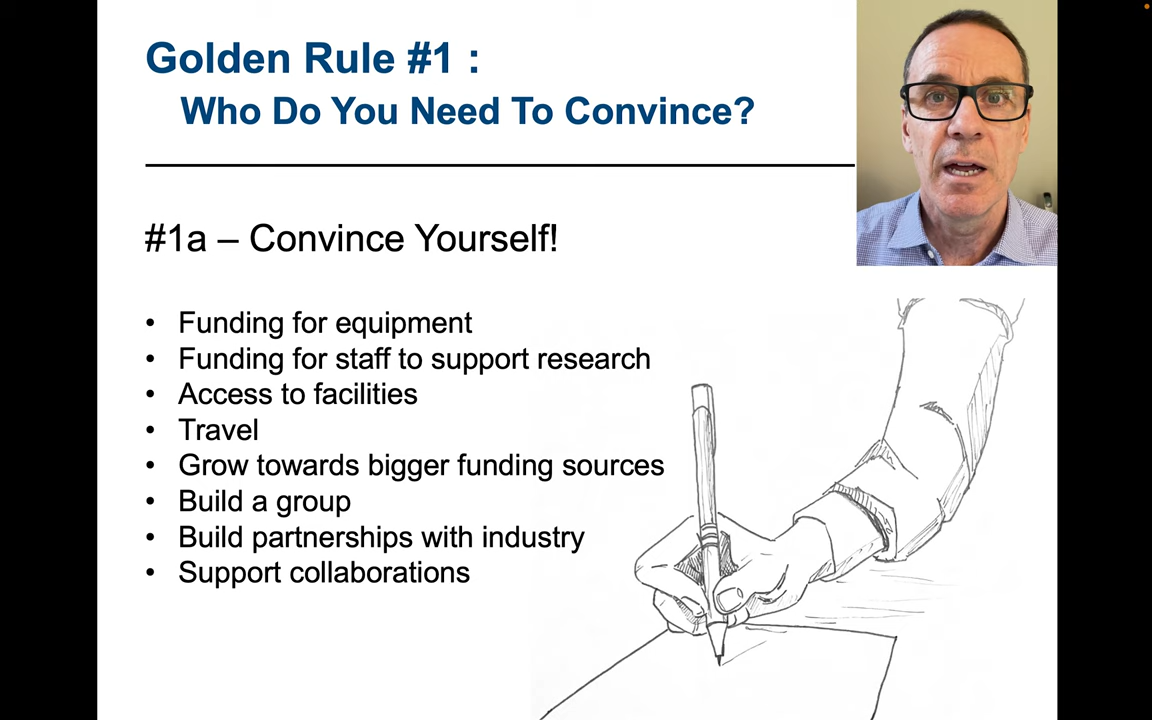 Golden Rule #1 :
Who Do You Need To Convince?
#1a – Convince Yourself!
• Funding for equipment
• Funding for staff to support research
• Access to facilities
• Travel
• Grow towards bigger funding sources
• Build a group
• Build partnerships with industry
• Support collaborations